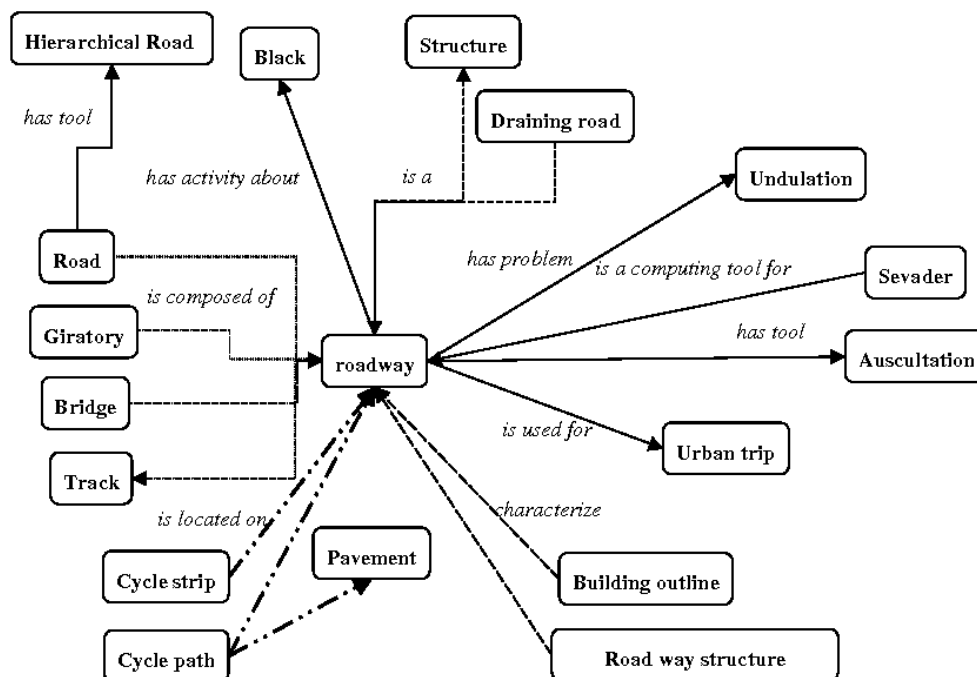 Hierarchical Road
Black
Structure
Draining road
has tool
has activity about
is a
Undulation
Road
has problem
is a computing tool for
Sevader
is composed of
Giratory
roadway
has tool
Auscultation
Bridge
is used for
Urban trip
Track
is located on
characterize
Pavement
Cycle strip
Building outline
Cycle path
Road way structure